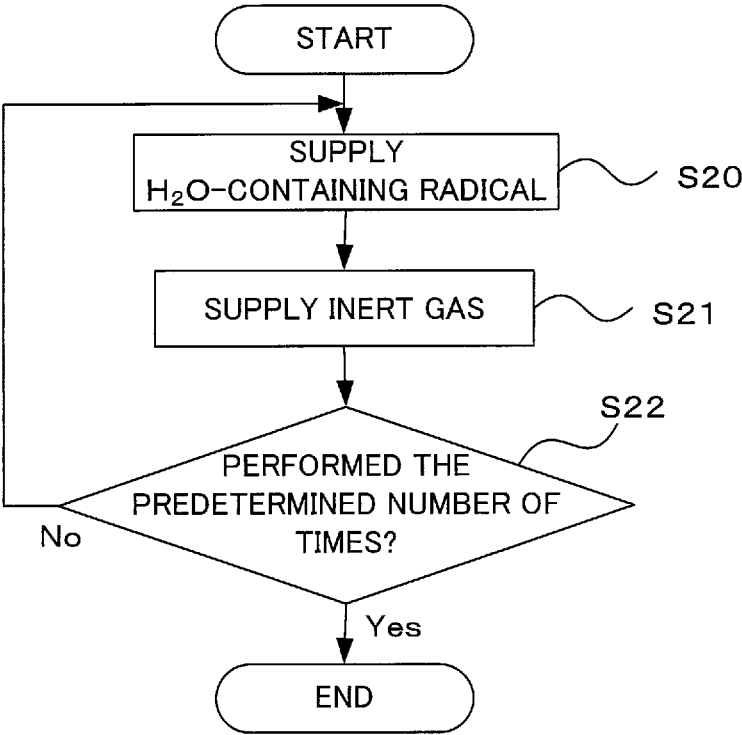 START
SUPPLY
H₂O-CONTAINING RADICAL
S20
SUPPLY INERT GAS
S21
S22
PERFORMED THE
PREDETERMINED NUMBER OF
TIMES?
No
Yes
END